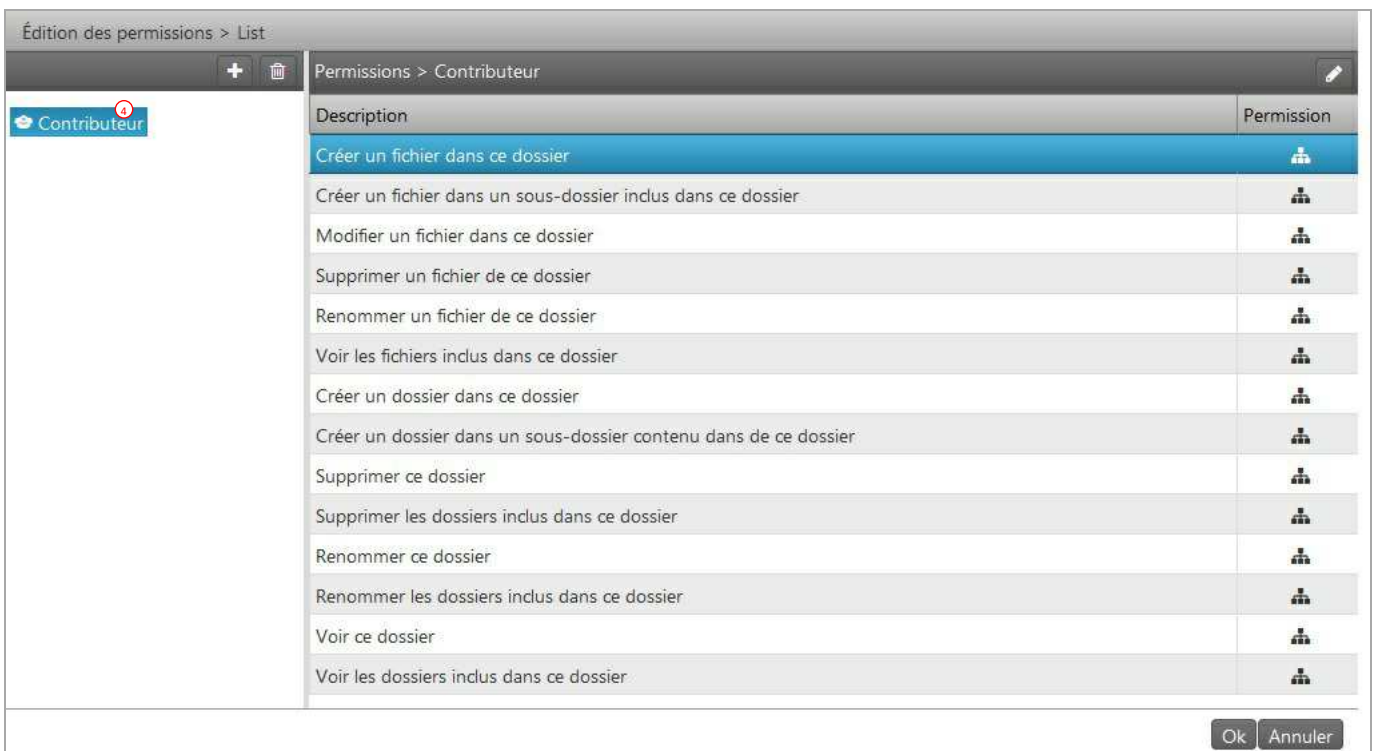 Édition des permissions > List
Permissions > Contributeur
4
Contributeur
Description Permission
Créer un fichier dans ce dossier
Créer un fichier dans un sous-dossier inclus dans ce dossier
Modifier un fichier dans ce dossier
Supprimer un fichier de ce dossier
Renommer un fichier de ce dossier
Voir les fichiers inclus dans ce dossier
Créer un dossier dans ce dossier
Créer un dossier dans un sous-dossier contenu dans de ce dossier
Supprimer ce dossier
Supprimer les dossiers inclus dans ce dossier
Renommer ce dossier
Renommer les dossiers inclus dans ce dossier
Voir ce dossier
Voir les dossiers inclus dans ce dossier
Ok Annuler